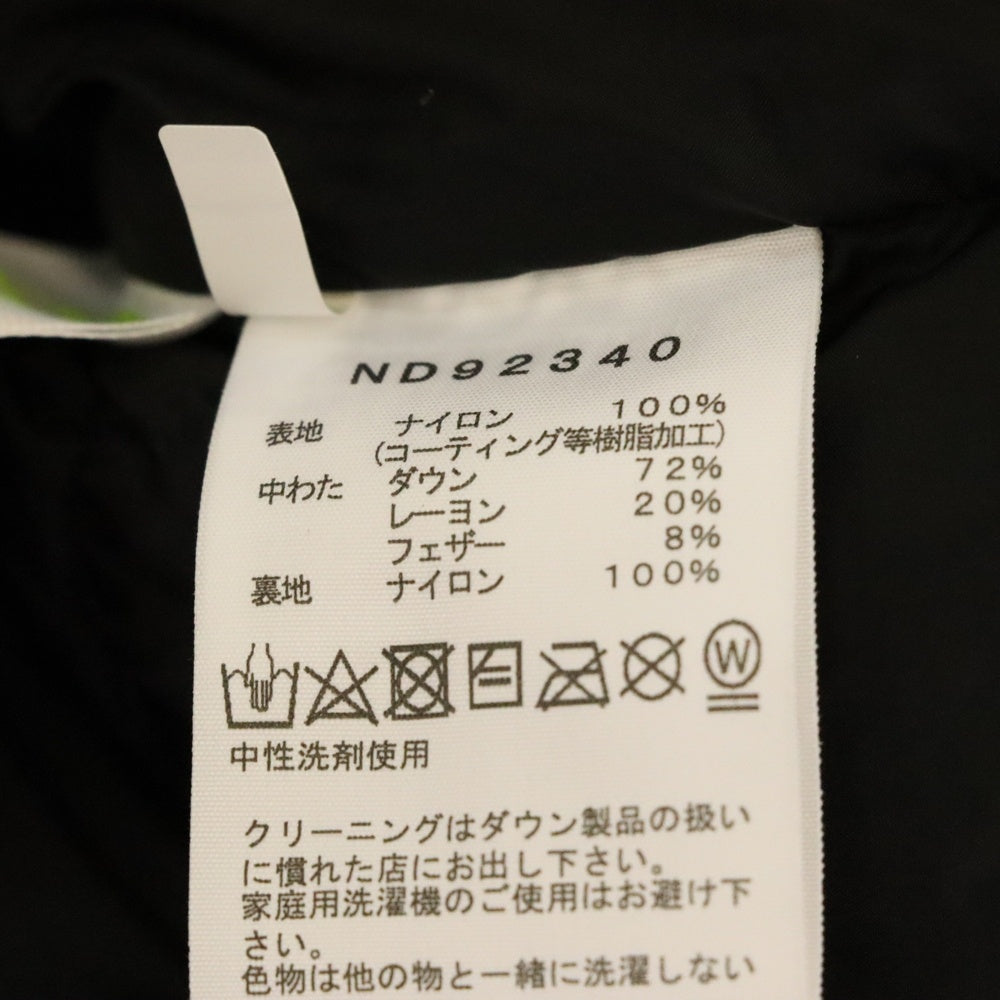 ND92340
表地 ナイロン 100%
(コーティング等樹脂加工)
中わた ダウン 72%
レーヨン 20%
フェザー 8%
裏地 ナイロン 100%
W
中性洗剤使用
クリーニングはダウン製品の扱い
に慣れた店にお出し下さい。
家庭用洗濯機のご使用はお避け下
さい。
色物は他の物と一緒に洗濯しない